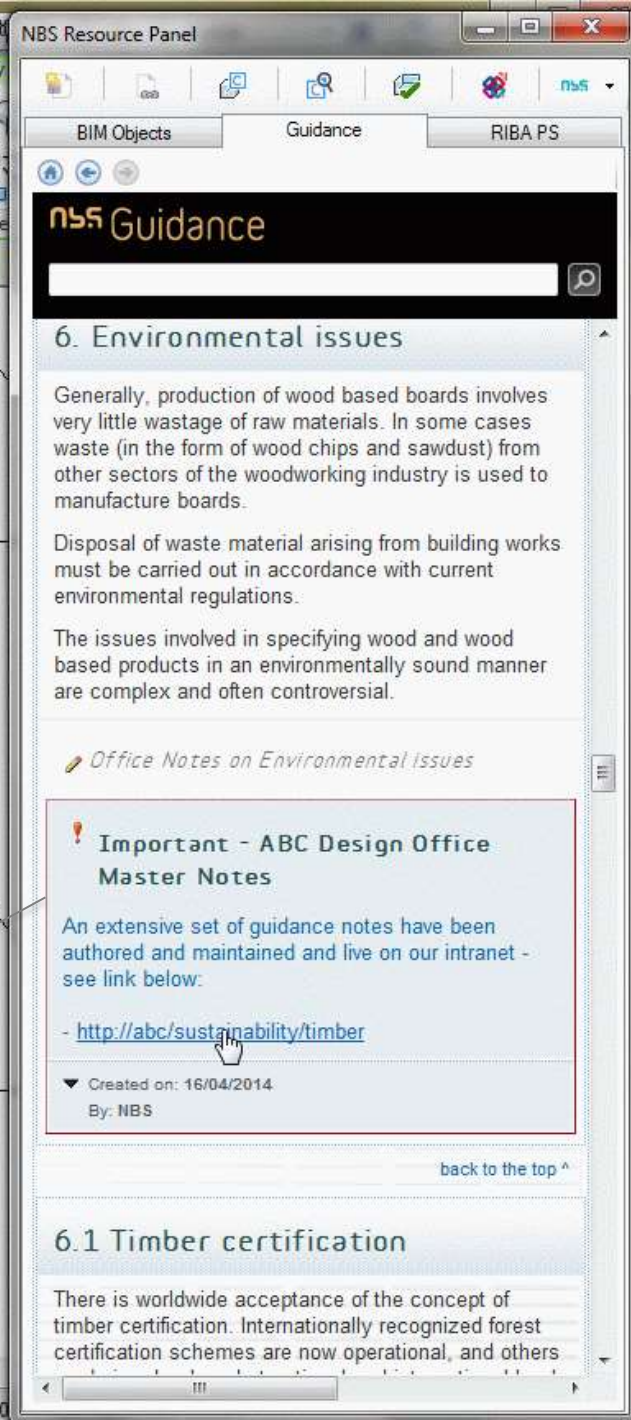 NBS Resource Panel
nbs
BIM Objects
Guidance
RIBA PS
nbs Guidance
6. Environmental issues
Generally, production of wood based boards involves
very little wastage of raw materials. In some cases
waste (in the form of wood chips and sawdust) from
other sectors of the woodworking industry is used to
manufacture boards.
Disposal of waste material arising from building works
must be carried out in accordance with current
environmental regulations.
The issues involved in specifying wood and wood
based products in an environmentally sound manner
are complex and often controversial.
Office Notes on Environmental issues
Important - ABC Design Office
Master Notes
An extensive set of guidance notes have been
authored and maintained and live on our intranet -
see link below:
- http://abc/sustainability/timber
Created on: 16/04/2014
By: NBS
back to the top ^
6.1 Timber certification
There is worldwide acceptance of the concept of
timber certification. Internationally recognized forest
certification schemes are now operational, and others